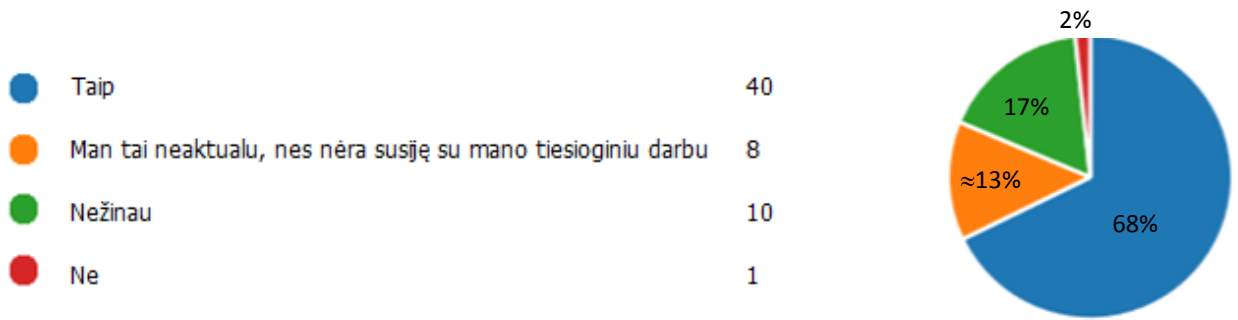 2%
Taip 40
17%
Man tai neaktualu, nes nėra susiję su mano tiesioginiu darbu 8
≈13%
Nežinau 10
68%
Ne 1